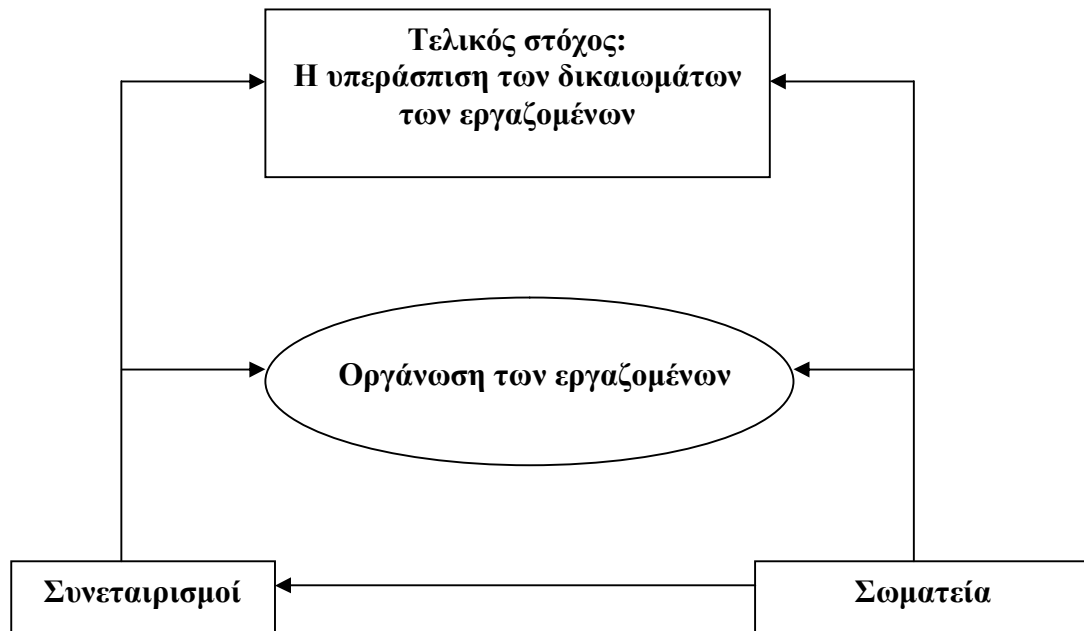 Τελικός στόχος:
Η υπεράσπιση των δικαιωμάτων
των εργαζομένων
Οργάνωση των εργαζομένων
Συνεταιρισμοί
Σωματεία